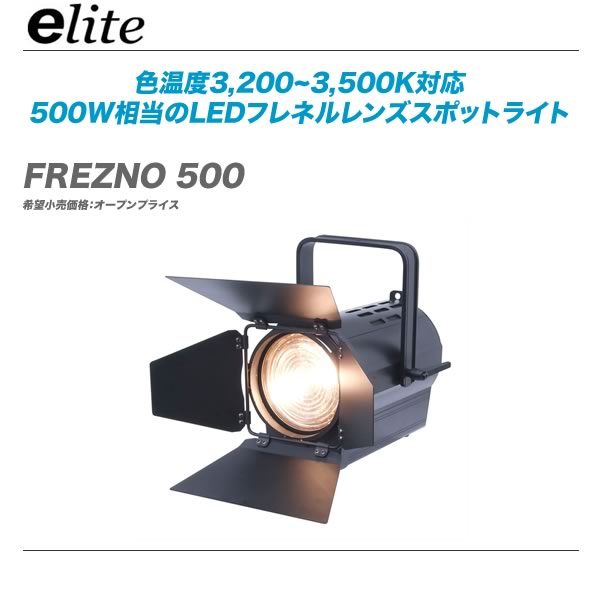 elite
色温度3,200~3,500K対応
500W相当のLEDフレネルレンズスポットライト
FREZNO 500
希望小売価格:オープンプライス